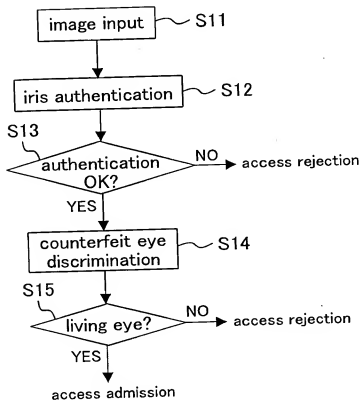 image input
S11
iris authentication
S12
S13
authentication
OK?
NO
access rejection
YES
counterfeit eye
discrimination
S14
S15
living eye?
NO
access rejection
YES
access admission